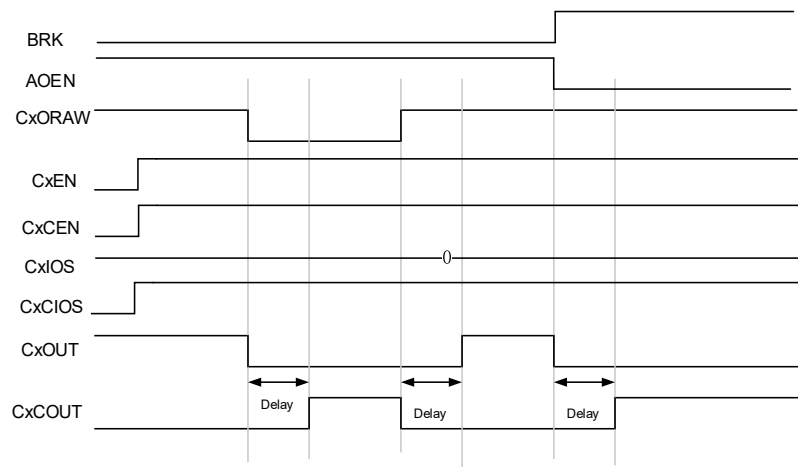 BRK
AOEN
CxORAW
CxEN
CxCEN
CxIOS
0
CxCIOS
CxOUT
Delay
Delay
Delay
CxCOUT